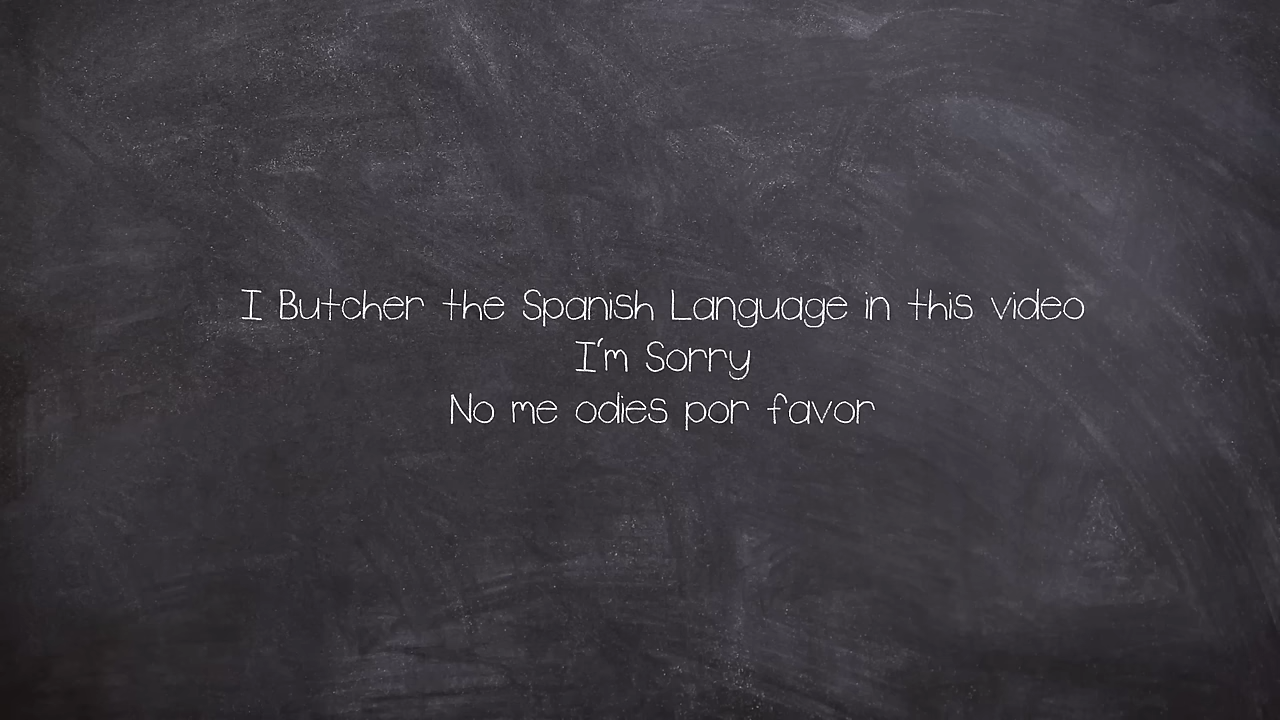 I Butcher the Spanish Language in this video
I'm Sorry
No me odies por favor